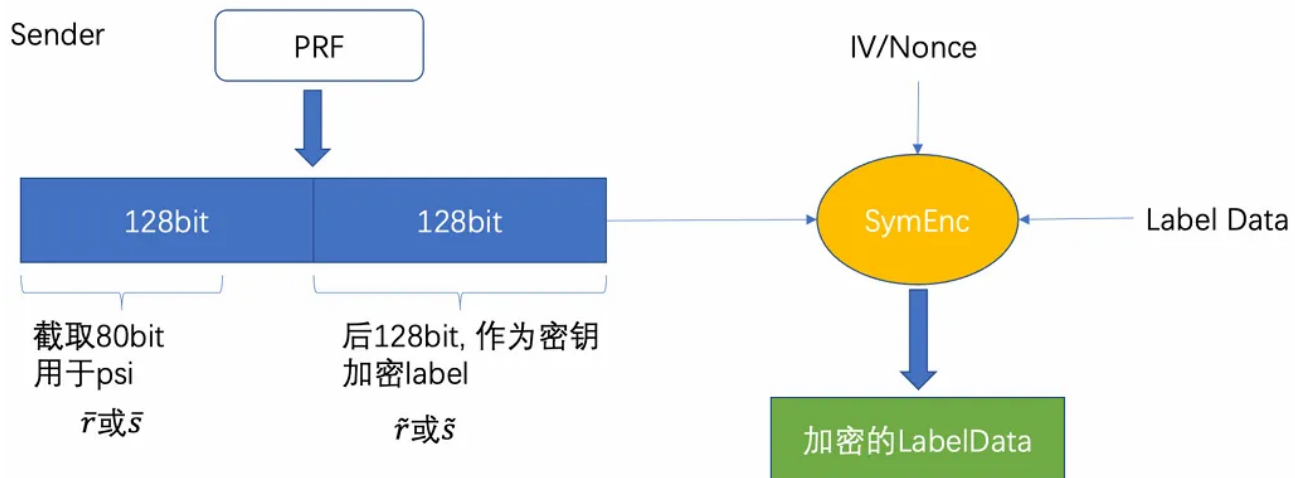 Sender
PRF
IV/Nonce
128bit
128bit
SymEnc
Label Data
截取80bit
用于psi
r̄或s̄
后128bit, 作为密钥
加密label
r̃或s̃
加密的LabelData